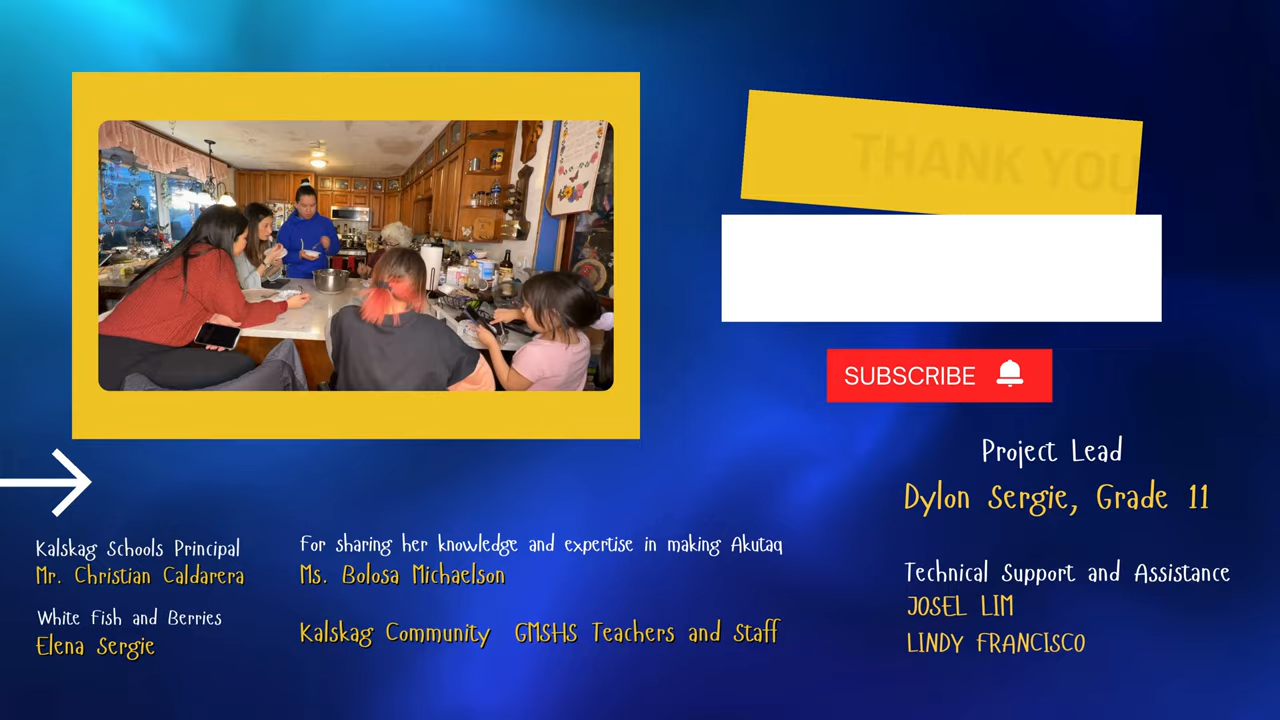 THANK YOU
SUBSCRIBE
Project Lead
Dylon Sergie, Grade 11
Kalskag Schools Principal
Mr. Christian Caldarera
White Fish and Berries
Elena Sergie
For sharing her knowledge and expertise in making Akutaq
Ms. Bolosa Michaelson
Kalskag Community GMSHS Teachers and Staff
Technical Support and Assistance
JOSEL LIM
LINDY FRANCISCO